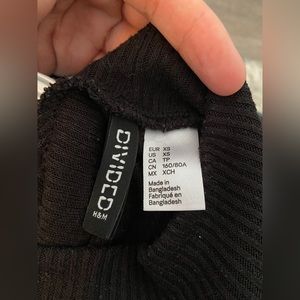 DIVIDED
H&M
EUR XS
US XS
CA TP
CN 160/80A
MX XCH
Made in
Bangladesh
Fabriqué en
Bangladesh